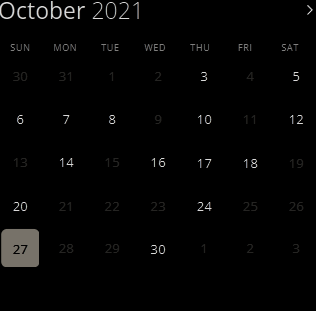 October 2021
SUN MON TUE WED THU FRI SAT
30 31 1 2 3 4 5
6 7 8 9 10 11 12
13 14 15 16 17 18 19
20 21 22 23 24 25 26
27 28 29 30 1 2 3